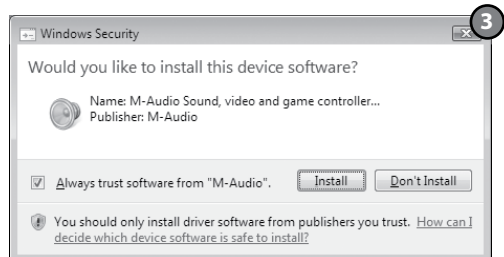 3
Windows Security
Would you like to install this device software?
Name: M-Audio Sound, video and game controller...
Publisher: M-Audio
Always trust software from "M-Audio".
Install
Don't Install
You should only install driver software from publishers you trust. How can I
decide which device software is safe to install?